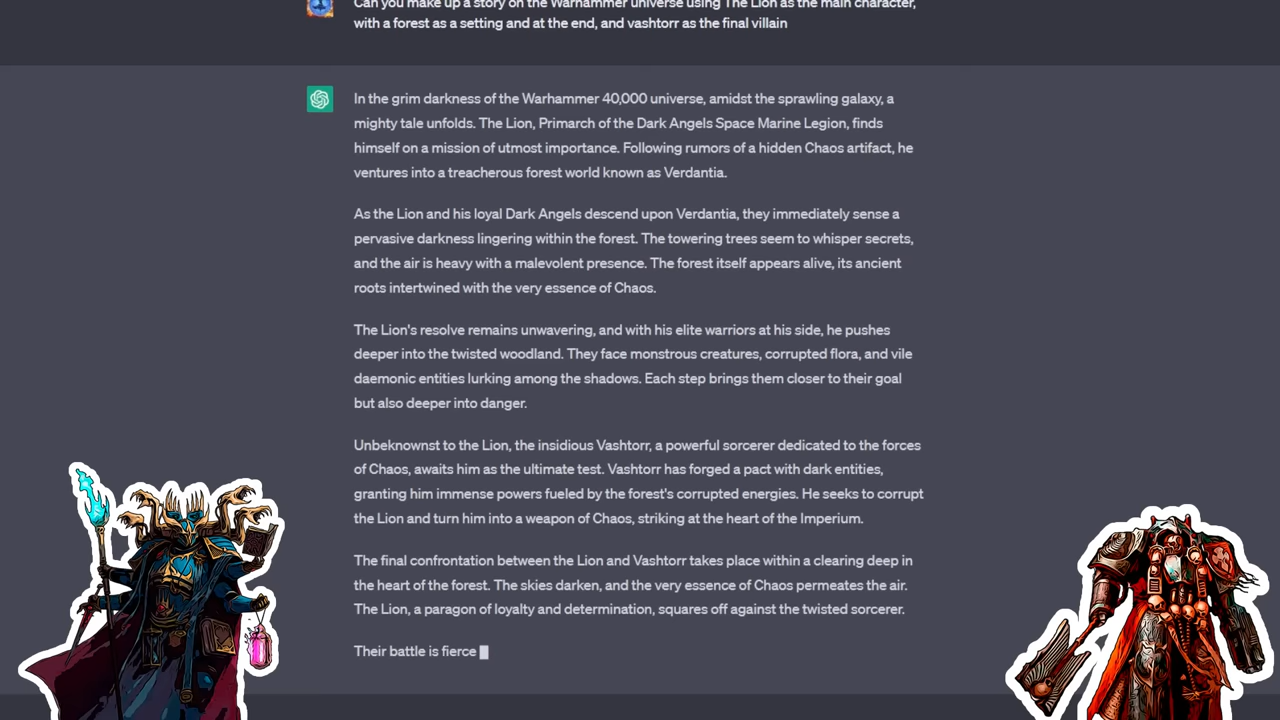 Can you make up a story on the Warhammer universe using The Lion as the main character,
with a forest as a setting and at the end, and vashtorr as the final villain
In the grim darkness of the Warhammer 40,000 universe, amidst the sprawling galaxy, a
mighty tale unfolds. The Lion, Primarch of the Dark Angels Space Marine Legion, finds
himself on a mission of utmost importance. Following rumors of a hidden Chaos artifact, he
ventures into a treacherous forest world known as Verdantia.
As the Lion and his loyal Dark Angels descend upon Verdantia, they immediately sense a
pervasive darkness lingering within the forest. The towering trees seem to whisper secrets,
and the air is heavy with a malevolent presence. The forest itself appears alive, its ancient
roots intertwined with the very essence of Chaos.
The Lion's resolve remains unwavering, and with his elite warriors at his side, he pushes
deeper into the twisted woodland. They face monstrous creatures, corrupted flora, and vile
daemonic entities lurking among the shadows. Each step brings them closer to their goal
but also deeper into danger.
Unbeknownst to the Lion, the insidious Vashtorr, a powerful sorcerer dedicated to the forces
of Chaos, awaits him as the ultimate test. Vashtorr has forged a pact with dark entities,
granting him immense powers fueled by the forest's corrupted energies. He seeks to corrupt
the Lion and turn him into a weapon of Chaos, striking at the heart of the Imperium.
The final confrontation between the Lion and Vashtorr takes place within a clearing deep in
the heart of the forest. The skies darken, and the very essence of Chaos permeates the air.
The Lion, a paragon of loyalty and determination, squares off against the twisted sorcerer.
Their battle is fierce